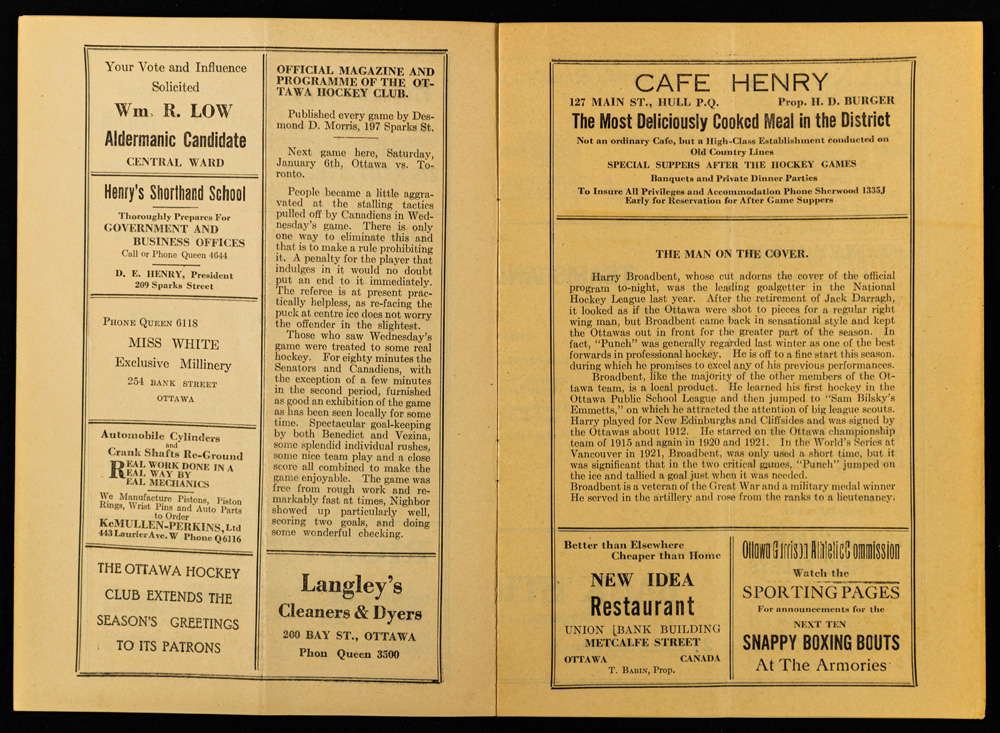 Your Vote and Influence
Solicited
Wm. R. LOW
Aldermanic Candidate
CENTRAL WARD
Henry's Shorthand School
Thoroughly Prepares For
GOVERNMENT AND
BUSINESS OFFICES
Call or Phone Queen 4644
D. E. HENRY, President
209 Sparks Street
PHONE QUEEN 6118
MISS WHITE
Exclusive Millinery
254 BANK STREET
OTTAWA
Automobile Cylinders
and
Crank Shafts Re-Ground
REAL WORK DONE IN A
EAL WAY BY
EAL MECHANICS
We Manufacture Pistons, Piston
Rings, Wrist Pins and Auto Parts
to Order
KcMULLEN-PERKINS, Ltd
443 Laurier Ave. W Phone Q 6116
THE OTTAWA HOCKEY
CLUB EXTENDS THE
SEASON'S GREETINGS
TO ITS PATRONS
OFFICIAL MAGAZINE AND
PROGRAMME OF THE OT-
TAWA HOCKEY CLUB.
Published every game by Des-
mond D. Morris, 197 Sparks St.
Next game here, Saturday,
January 6th, Ottawa vs. To-
ronto.
People became a little aggra-
vated at the stalling tactics
pulled off by Canadiens in Wed-
nesday's game. There is only
one way to eliminate this and
that is to make a rule prohibiting
it. A penalty for the player that
indulges in it would no doubt
put an end to it immediately.
The referee is at present prac-
tically helpless, as re-facing the
puck at centre ice does not worry
the offender in the slightest.
Those who saw Wednesday's
game were treated to some real
hockey. For eighty minutes the
Senators and Canadiens, with
the exception of a few minutes
in the second period, furnished
as good an exhibition of the game
as has been seen locally for some
time. Spectacular goal-keeping
by both Benedict and Vezina,
some splendid individual rushes,
some nice team play and a close
score all combined to make the
game enjoyable. The game was
free from rough work and re-
markably fast at times, Nighbor
showed up particularly well,
scoring two goals, and doing
some wonderful checking.
Langley's
Cleaners & Dyers
200 BAY ST., OTTAWA
Phon Queen 3500
CAFE HENRY
127 MAIN ST., HULL P.Q. Prop. H. D. BURGER
The Most Deliciously Cooked Meal in the District
Not an ordinary Cafe, but a High-Class Establishment conducted on
Old Country Lines
SPECIAL SUPPERS AFTER THE HOCKEY GAMES
Banquets and Private Dinner Parties
To Insure All Privileges and Accommodation Phone Sherwood 1335J
Early for Reservation for After Game Suppers
THE MAN ON THE COVER.
Harry Broadbent, whose cut adorns the cover of the official
program to-night, was the leading goalgetter in the National
Hockey League last year. After the retirement of Jack Darragh,
it looked as if the Ottawa were shot to pieces for a regular right
wing man, but Broadbent came back in sensational style and kept
the Ottawas out in front for the greater part of the season. In
fact, "Punch" was generally regarded last winter as one of the best
forwards in professional hockey. He is off to a fine start this season.
during which he promises to excel any of his previous performances.
Broadbent, like the majority of the other members of the Ot-
tawa team, is a local product. He learned his first hockey in the
Ottawa Public School League and then jumped to "Sam Bilsky's
Emmetts," on which he attracted the attention of big league scouts.
Harry played for New Edinburghs and Cliffsides and was signed by
the Ottawas about 1912. He starred on the Ottawa championship
team of 1915 and again in 1920 and 1921. In the World's Series at
Vancouver in 1921, Broadbent, was only used a short time, but it
was significant that in the two critical games, "Punch" jumped on
the ice and tallied a goal just when it was needed.
Broadbent is a veteran of the Great War and a military medal winner
He served in the artillery and rose from the ranks to a lieutenancy.
Better than Elsewhere
Cheaper than Home
NEW IDEA
Restaurant
UNION [BANK BUILDING
METCALFE STREET
OTTAWA CANADA
T. BABIN, Prop.
Ottawa Garrison Athletic Commission
Watch the
SPORTING PAGES
For announcements for the
NEXT TEN
SNAPPY BOXING BOUTS
At The Armories